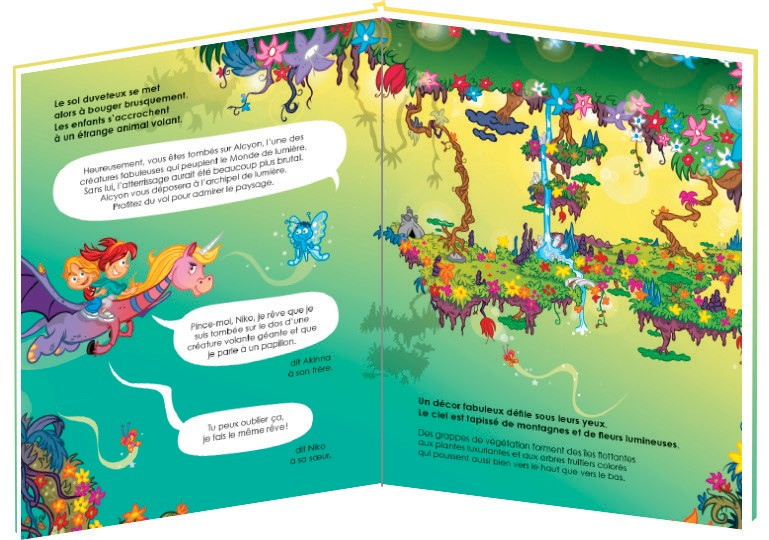 Le sol duveteux se met
alors à bouger brusquement.
Les enfants s'accrochent
à un étrange animal volant.
Heureusement, vous êtes tombés sur Alcyon, l'une des
créatures fabuleuses qui peuplent le Monde de lumière.
Sans lui, l'atterrissage aurait été beaucoup plus brutal.
Alcyon vous déposera à l'archipel de lumière.
Profitez du vol pour admirer le paysage.
Pince-moi, Niko, je rêve que je
suis tombée sur le dos d'une
créature volante géante et que
je parle à un papillon.
dit Akinna
à son frère.
Tu peux oublier ça,
je fais le même rêve!
dit Niko
à sa sœur.
Un décor fabuleux défile sous leurs yeux.
Le ciel est tapissé de montagnes et de fleurs lumineuses.
Des grappes de végétation forment des îles flottantes
aux plantes luxuriantes et aux arbres fruitiers colorés
qui poussent aussi bien vers le haut que vers le bas.